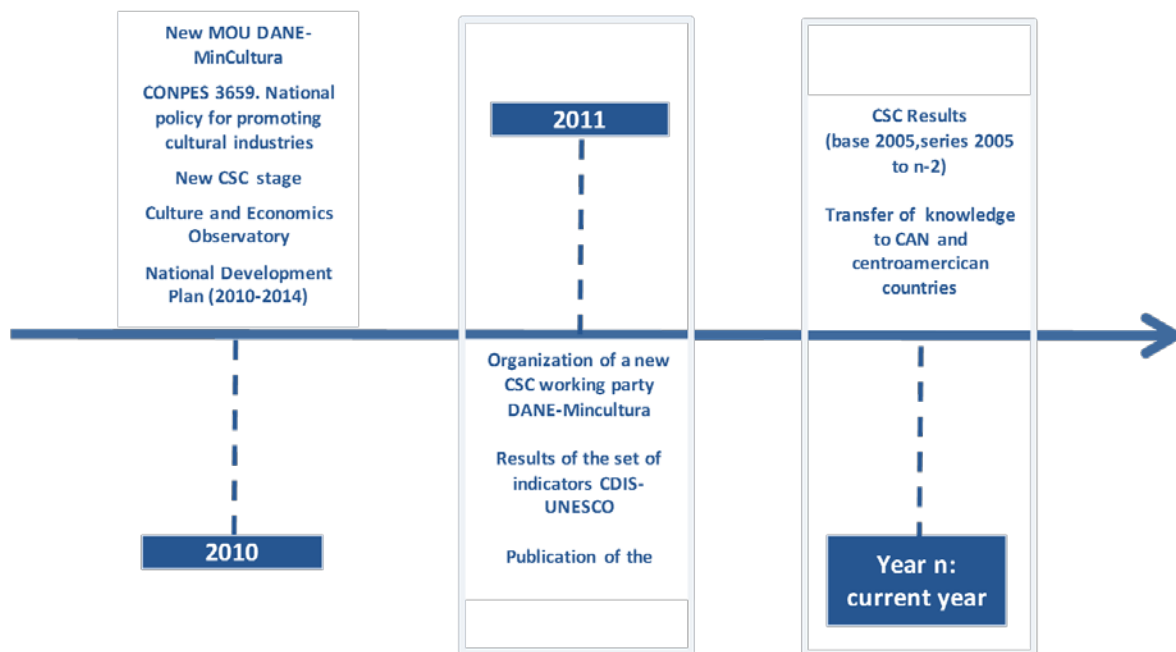 New MOU DANE-
MinCultura
CONPES 3659. National
policy for promoting
cultural industries
New CSC stage
Culture and Economics
Observatory
National Development
Plan (2010-2014)
2010
2011
Organization of a new
CSC working party
DANE-Mincultura
Results of the set of
indicators CDIS-
UNESCO
Publication of the
CSC Results
(base 2005,series 2005
to n-2)
Transfer of knowledge
to CAN and
centroamercican
countries
Year n:
current year